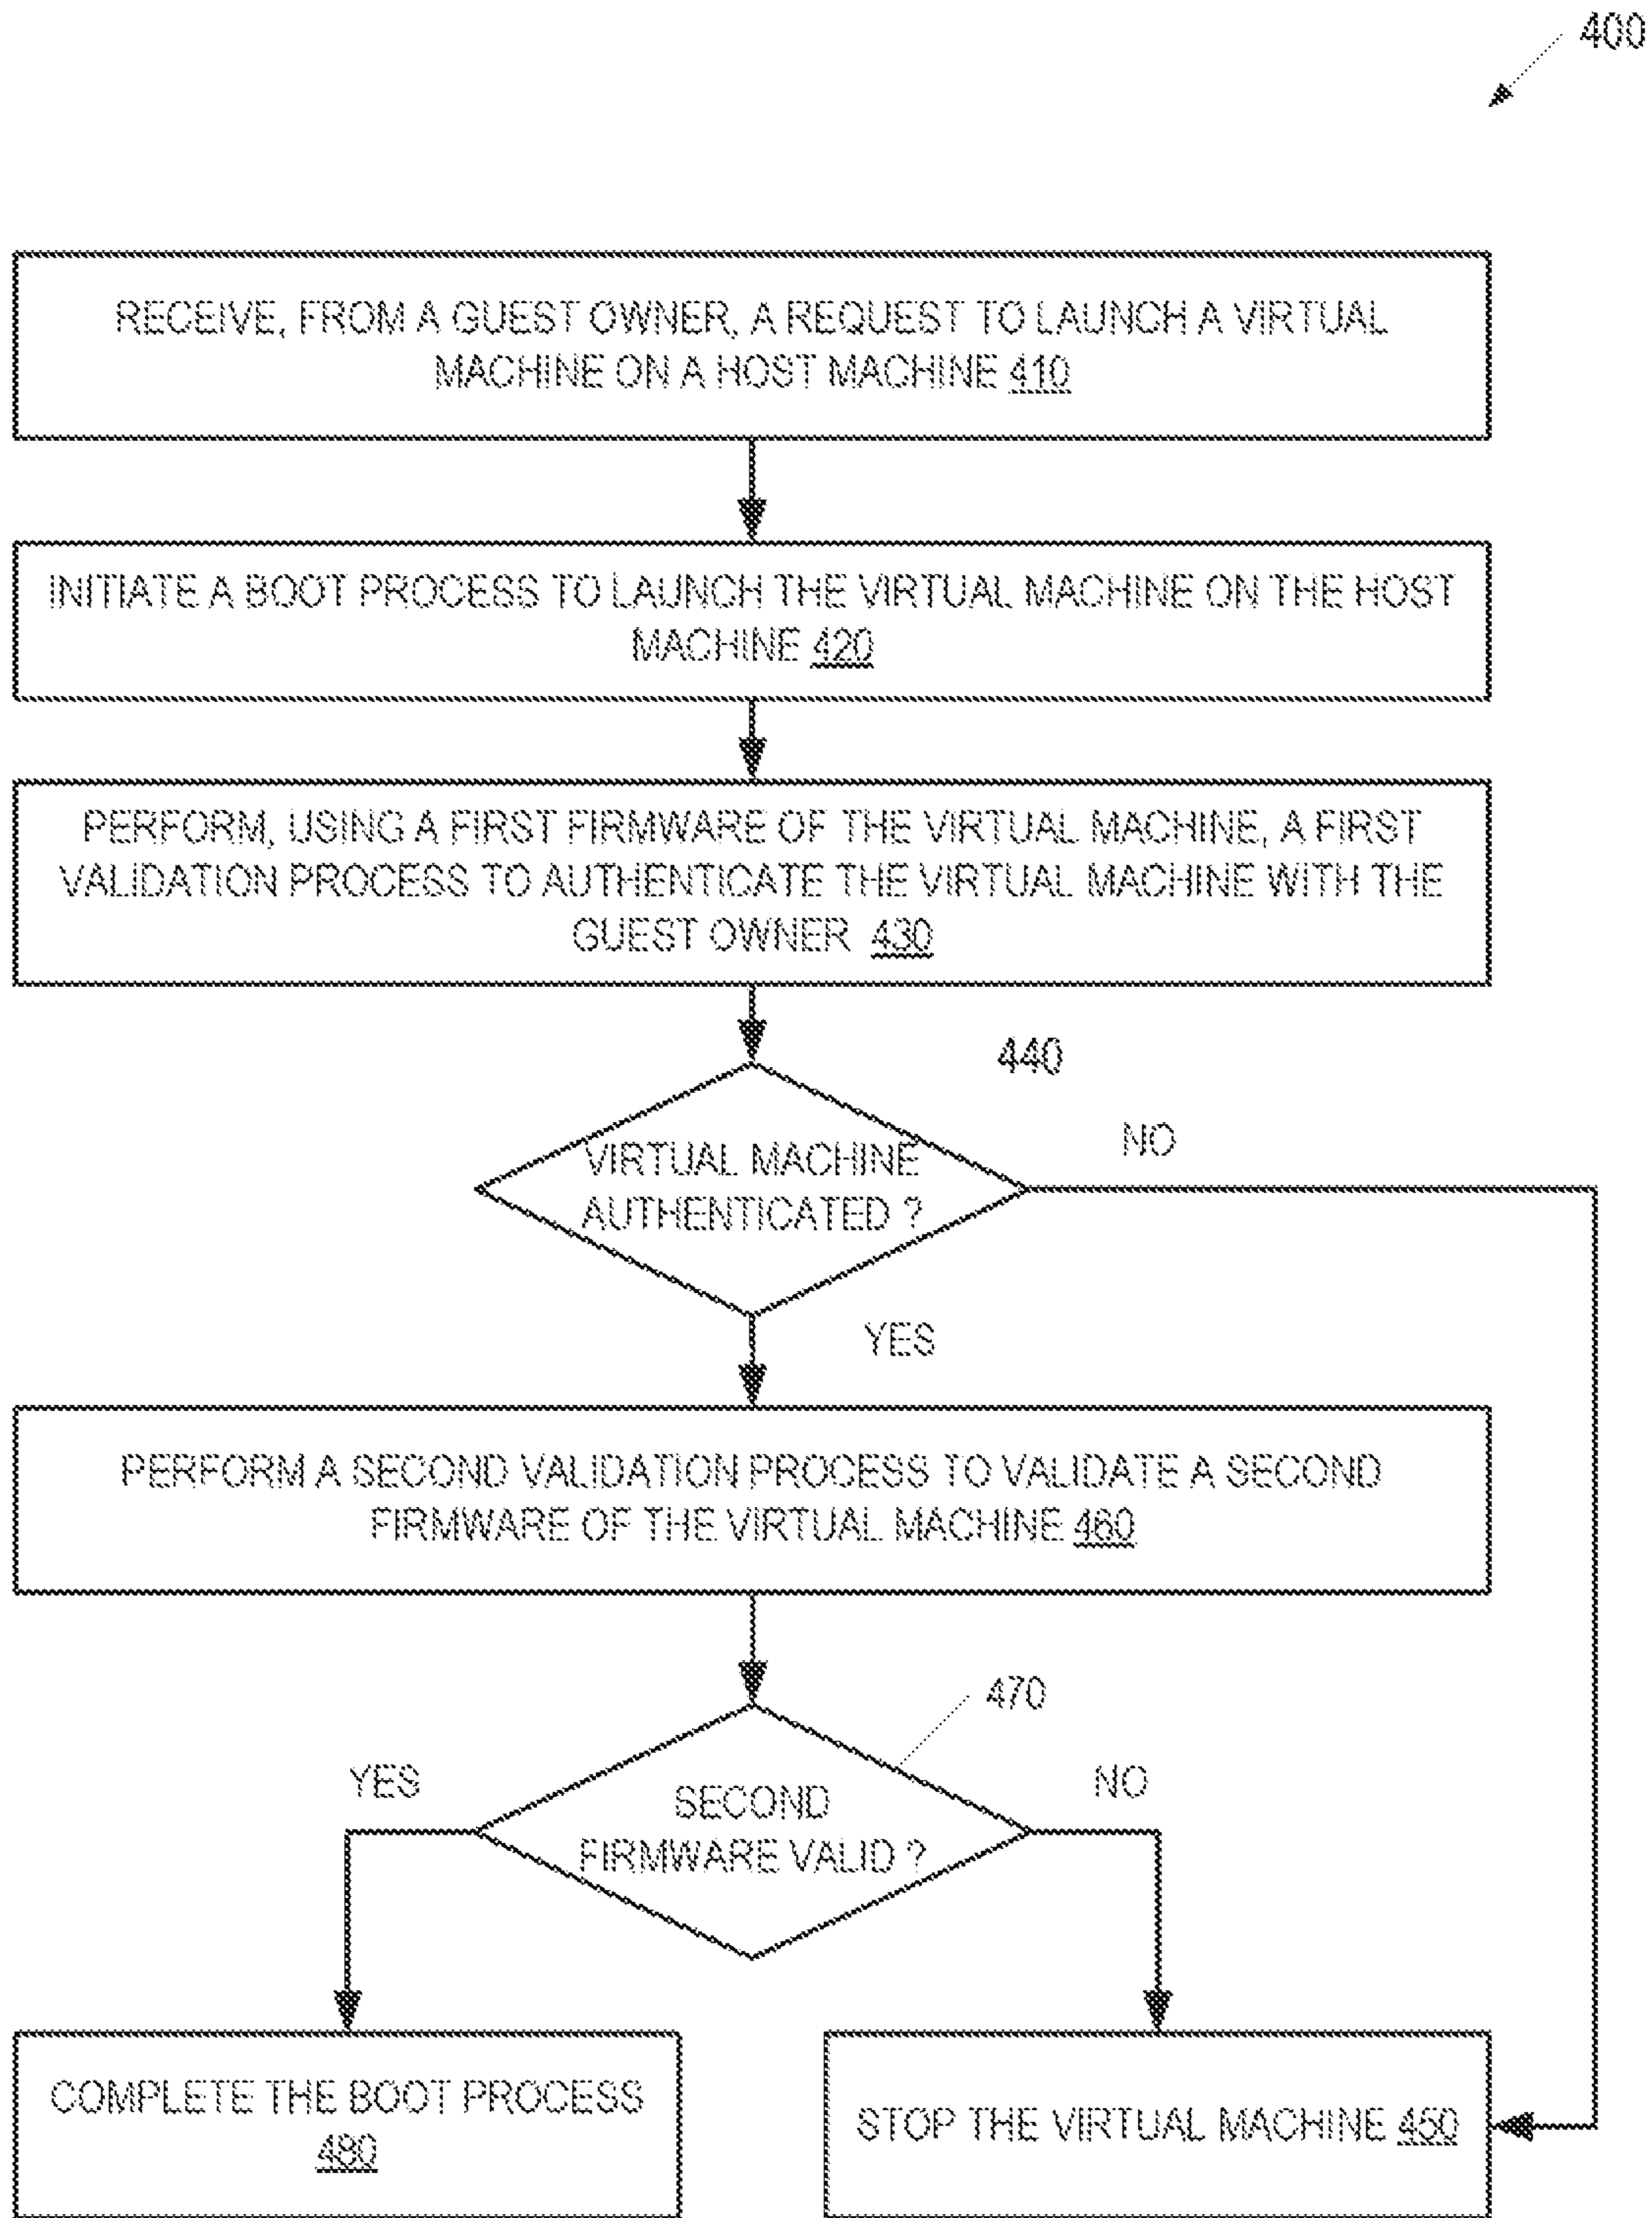 400
RECEIVE, FROM A GUEST OWNER, A REQUEST TO LAUNCH A VIRTUAL
MACHINE ON A HOST MACHINE 410
INITIATE A BOOT PROCESS TO LAUNCH THE VIRTUAL MACHINE ON THE HOST
MACHINE 420
PERFORM, USING A FIRST FIRMWARE OF THE VIRTUAL MACHINE, A FIRST
VALIDATION PROCESS TO AUTHENTICATE THE VIRTUAL MACHINE WITH THE
GUEST OWNER 430
440
NO
VIRTUAL MACHINE
AUTHENTICATED ?
YES
PERFORM A SECOND VALIDATION PROCESS TO VALIDATE A SECOND
FIRMWARE OF THE VIRTUAL MACHINE 460
470
YES
NO
SECOND
FIRMWARE VALID ?
COMPLETE THE BOOT PROCESS
480
STOP THE VIRTUAL MACHINE 450